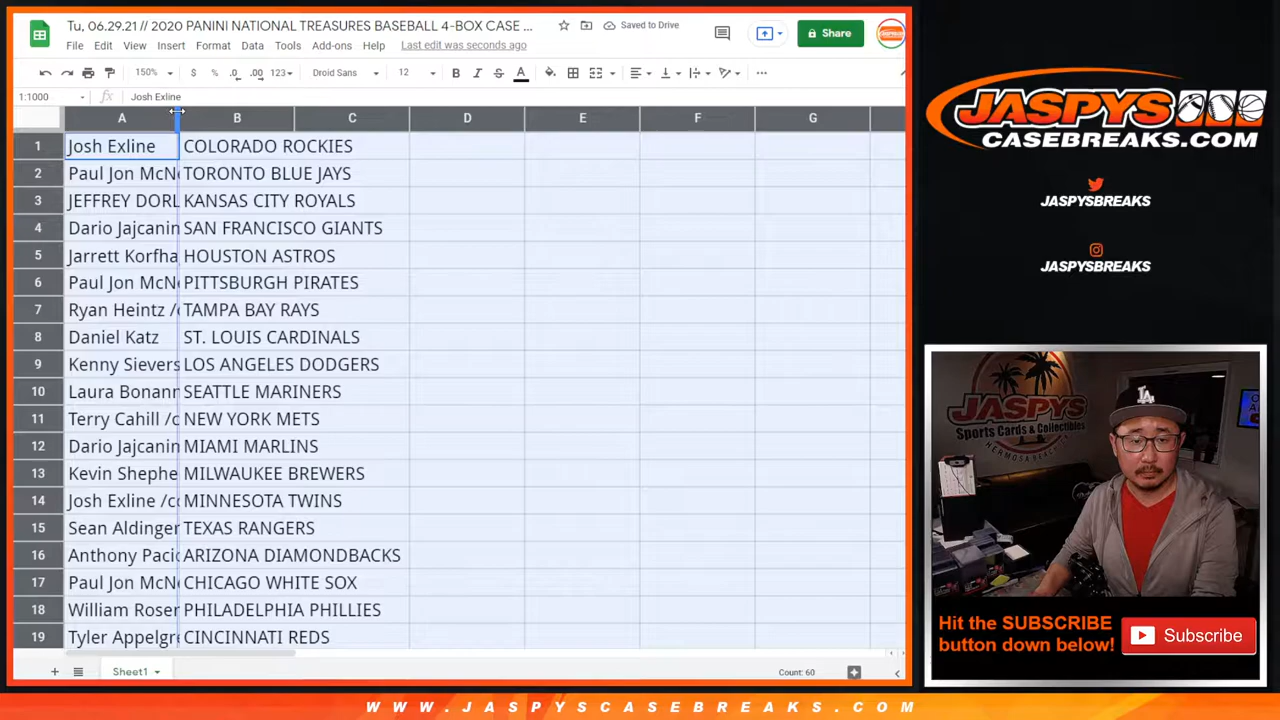 Tu, 06.29.21 // 2020 PANINI NATIONAL TREASURES BASEBALL 4-BOX CASE ...
Saved to Drive
Share
File Edit View Insert Format Data Tools Add-ons Help Last edit was seconds ago
150% $ % .0 .00 123 Droid Sans 12 B I S A
1:1000 fx Josh Exline
A B C D E F G
1 Josh Exline COLORADO ROCKIES
2 Paul Jon McN TORONTO BLUE JAYS
3 JEFFREY DORL KANSAS CITY ROYALS
4 Dario Jajcanin SAN FRANCISCO GIANTS
5 Jarrett Korfha HOUSTON ASTROS
6 Paul Jon McN PITTSBURGH PIRATES
7 Ryan Heintz / TAMPA BAY RAYS
8 Daniel Katz ST. LOUIS CARDINALS
9 Kenny Sievers LOS ANGELES DODGERS
10 Laura Bonann SEATTLE MARINERS
11 Terry Cahill /c NEW YORK METS
12 Dario Jajcanin MIAMI MARLINS
13 Kevin Shephe MILWAUKEE BREWERS
14 Josh Exline /c MINNESOTA TWINS
15 Sean Aldinger TEXAS RANGERS
16 Anthony Paci ARIZONA DIAMONDBACKS
17 Paul Jon McN CHICAGO WHITE SOX
18 William Roser PHILADELPHIA PHILLIES
19 Tyler Appelgr CINCINNATI REDS
Sheet1
Count: 60
JASPYS
CASEBREAKS.COM
JASPYSBREAKS
JASPYSBREAKS
JASPYS
Sports Cards & Collectibles
HERMOSA BEACH
Hit the SUBSCRIBE
button down below!
Subscribe
WWW.JASPYSCASEBREAKS.COM